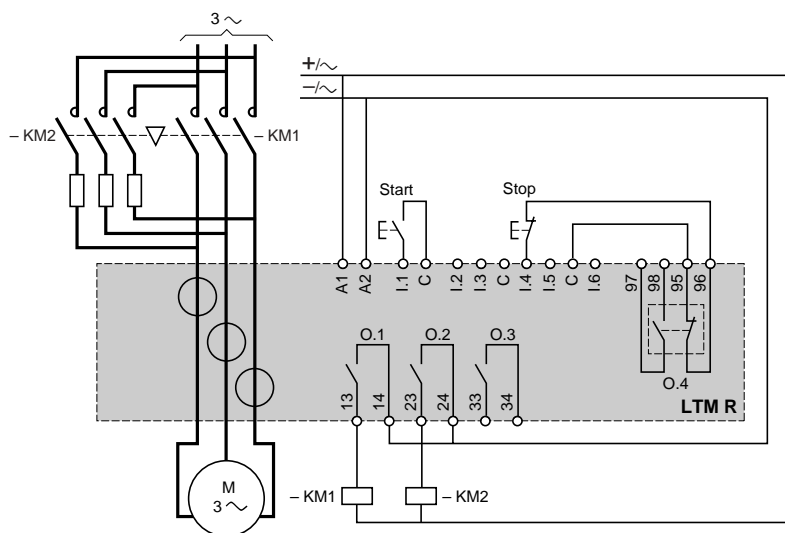 3 ∼
+/∼
−/∼
– KM2
– KM1
Start
Stop
A1
A2
I.1
C
I.2
I.3
C
I.4
I.5
C
I.6
97
98
95
96
O.1
O.2
O.3
O.4
13
14
23
24
33
34
LTM R
M
3 ∼
– KM1
– KM2